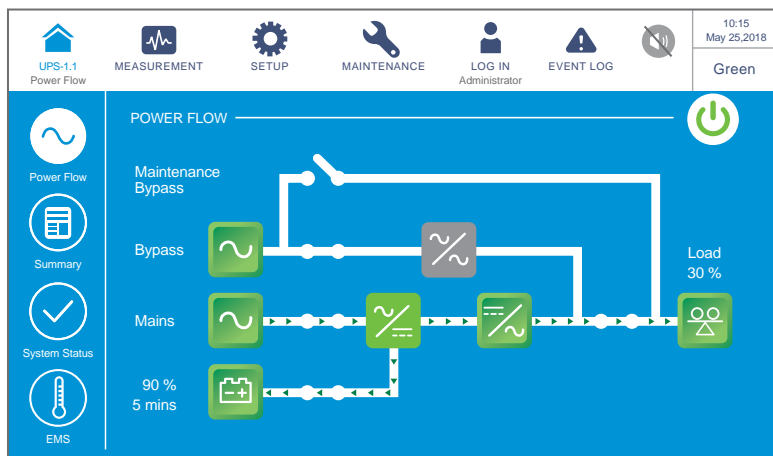 UPS-1.1
Power Flow
MEASUREMENT
SETUP
MAINTENANCE
LOG IN
Administrator
EVENT LOG
10:15
May 25,2018
Green
Power Flow
Summary
System Status
EMS
POWER FLOW
Maintenance
Bypass
Bypass
Mains
90 %
5 mins
Load
30 %